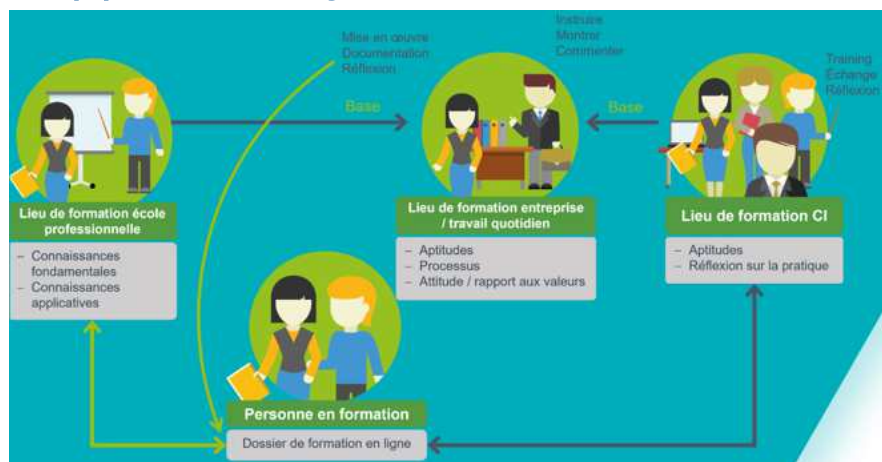 Mise en œuvre
Documentation
Réflexion
Instruire
Montrer
Commenter
Training
Échange
Réflexion
Base
Base
Lieu de formation école
professionnelle
– Connaissances
fondamentales
– Connaissances
applicatives
Lieu de formation entreprise
/ travail quotidien
– Aptitudes
– Processus
– Attitude / rapport aux valeurs
Lieu de formation CI
– Aptitudes
– Réflexion sur la pratique
Personne en formation
Dossier de formation en ligne